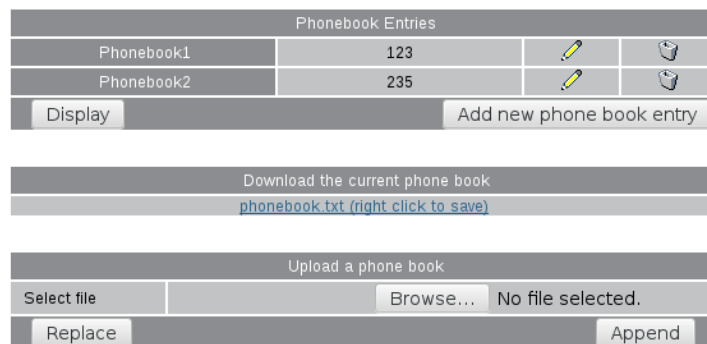 Phonebook Entries
Phonebook1 123
Phonebook2 235
Display Add new phone book entry
Download the current phone book
phonebook.txt (right click to save)
Upload a phone book
Select file Browse... No file selected.
Replace Append